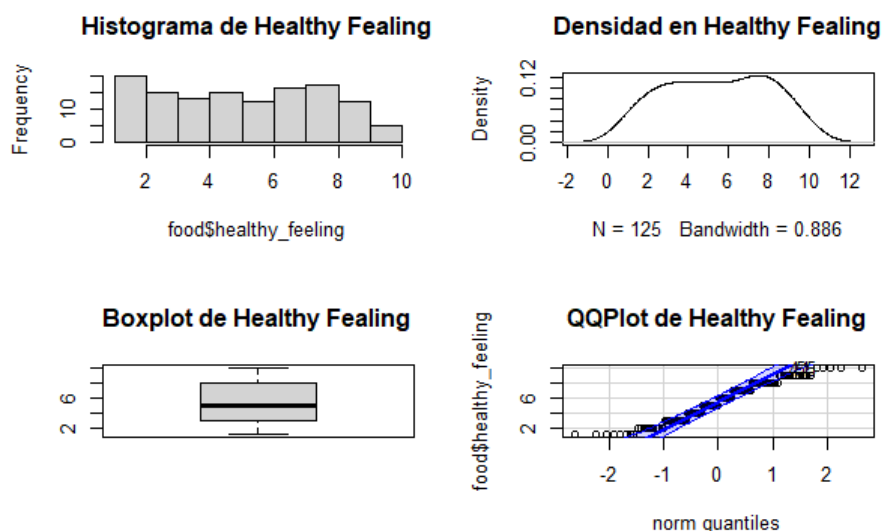 Histograma de Healthy Fealing
Frequency
0
10
2
4
6
8
10
food$healthy_feeling
Densidad en Healthy Fealing
Density
0.00
0.12
-2
0
2
4
6
8
10
12
N = 125 Bandwidth = 0.886
Boxplot de Healthy Fealing
2
6
QQPlot de Healthy Fealing
food$healthy_feeling
2
6
-2
-1
0
1
2
norm quantiles